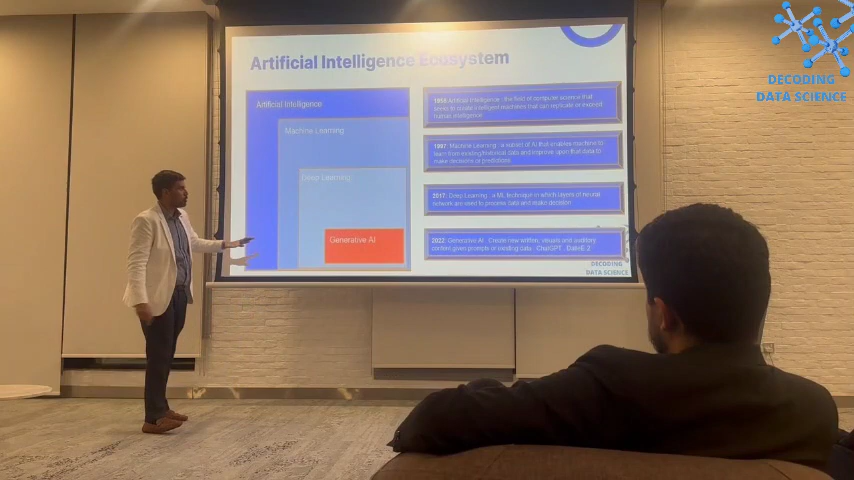 DECODING
DATA SCIENCE
Artificial Intelligence Ecosystem
Artificial Intelligence
Machine Learning
Deep Learning
Generative AI
1956 Artificial Intelligence : the field of computer science that
seeks to create intelligent machines that can replicate or exceed
human intelligence
1997: Machine Learning : a subset of AI that enables machine to
learn from existing/historical data and improve upon that data to
make decisions or predictions
2017: Deep Learning : a ML technique in which layers of neural
network are used to process data and make decision
2022: Generative AI : Create new written, visuals and auditory
content given prompts or existing data . ChatGPT , Dall-E 2
DECODING
DATA SCIENCE